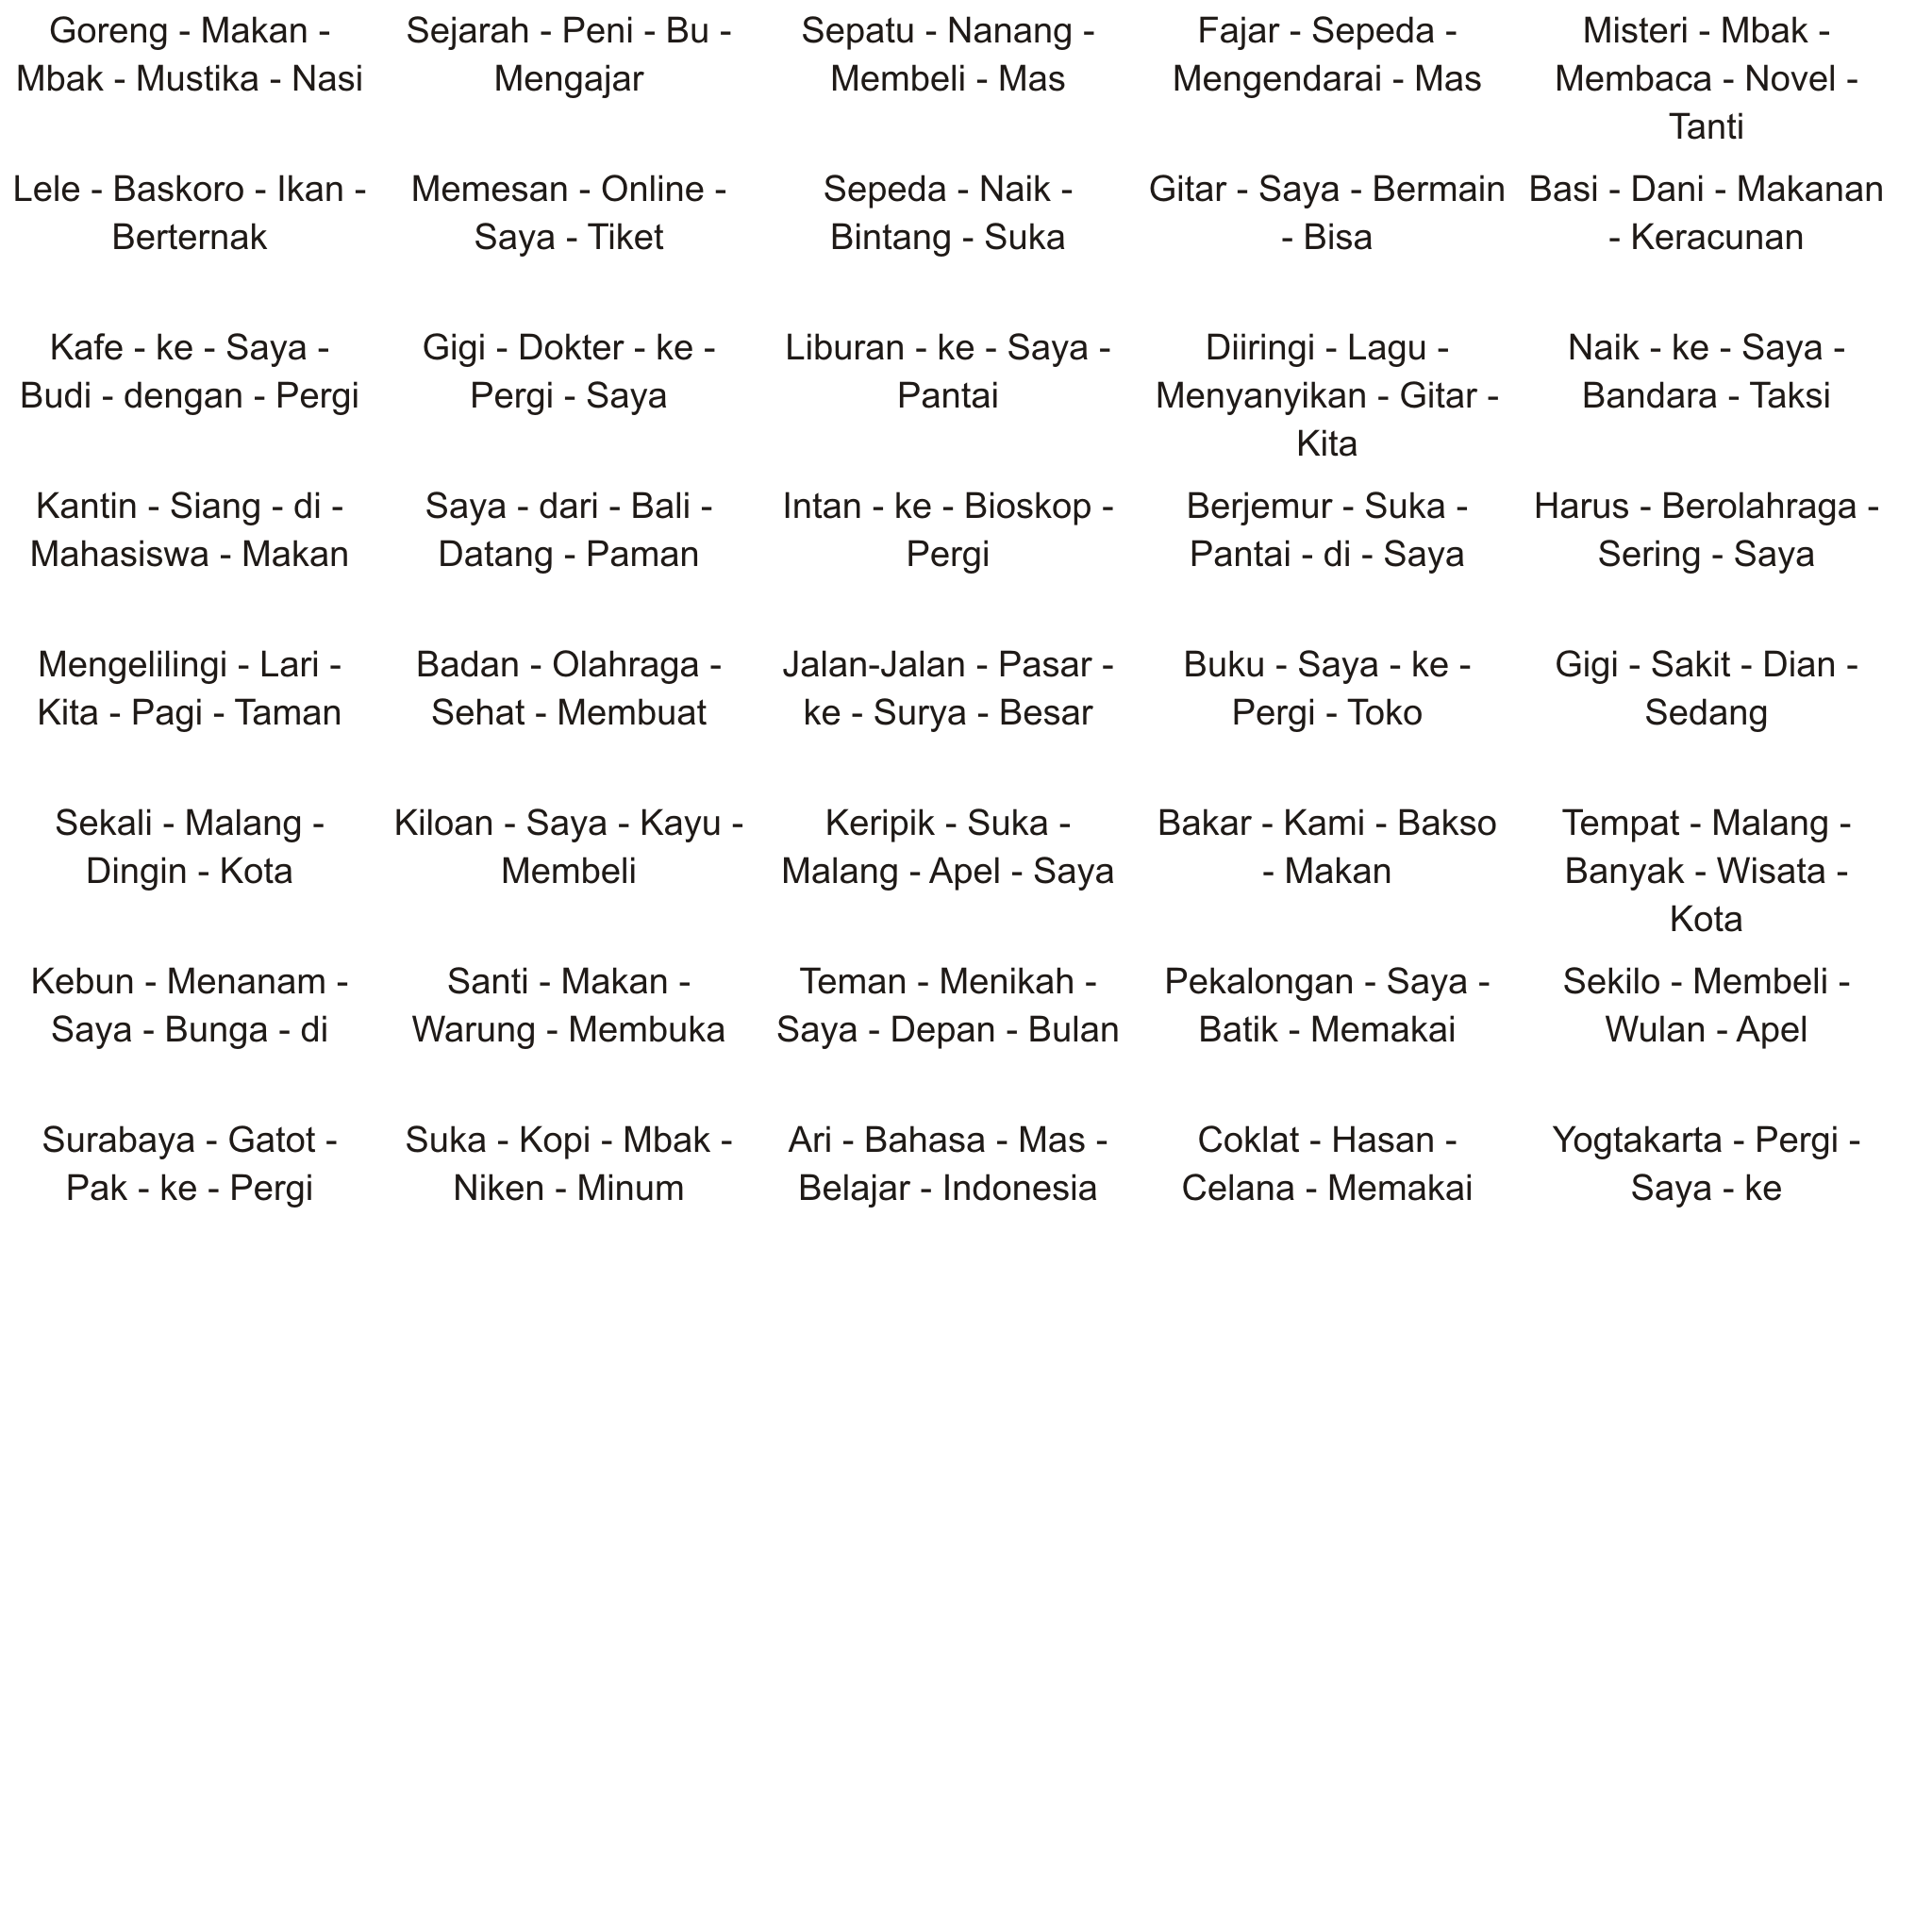 Goreng - Makan -
Mbak - Mustika - Nasi
Sejarah - Peni - Bu -
Mengajar
Sepatu - Nanang -
Membeli - Mas
Fajar - Sepeda -
Mengendarai - Mas
Misteri - Mbak -
Membaca - Novel -
Tanti
Lele - Baskoro - Ikan -
Berternak
Memesan - Online -
Saya - Tiket
Sepeda - Naik -
Bintang - Suka
Gitar - Saya - Bermain
- Bisa
Basi - Dani - Makanan
- Keracunan
Kafe - ke - Saya -
Budi - dengan - Pergi
Gigi - Dokter - ke -
Pergi - Saya
Liburan - ke - Saya -
Pantai
Diiringi - Lagu -
Menyanyikan - Gitar -
Kita
Naik - ke - Saya -
Bandara - Taksi
Kantin - Siang - di -
Mahasiswa - Makan
Saya - dari - Bali -
Datang - Paman
Intan - ke - Bioskop -
Pergi
Berjemur - Suka -
Pantai - di - Saya
Harus - Berolahraga -
Sering - Saya
Mengelilingi - Lari -
Kita - Pagi - Taman
Badan - Olahraga -
Sehat - Membuat
Jalan-Jalan - Pasar -
ke - Surya - Besar
Buku - Saya - ke -
Pergi - Toko
Gigi - Sakit - Dian -
Sedang
Sekali - Malang -
Dingin - Kota
Kiloan - Saya - Kayu -
Membeli
Keripik - Suka -
Malang - Apel - Saya
Bakar - Kami - Bakso
- Makan
Tempat - Malang -
Banyak - Wisata -
Kota
Kebun - Menanam -
Saya - Bunga - di
Santi - Makan -
Warung - Membuka
Teman - Menikah -
Saya - Depan - Bulan
Pekalongan - Saya -
Batik - Memakai
Sekilo - Membeli -
Wulan - Apel
Surabaya - Gatot -
Pak - ke - Pergi
Suka - Kopi - Mbak -
Niken - Minum
Ari - Bahasa - Mas -
Belajar - Indonesia
Coklat - Hasan -
Celana - Memakai
Yogtakarta - Pergi -
Saya - ke